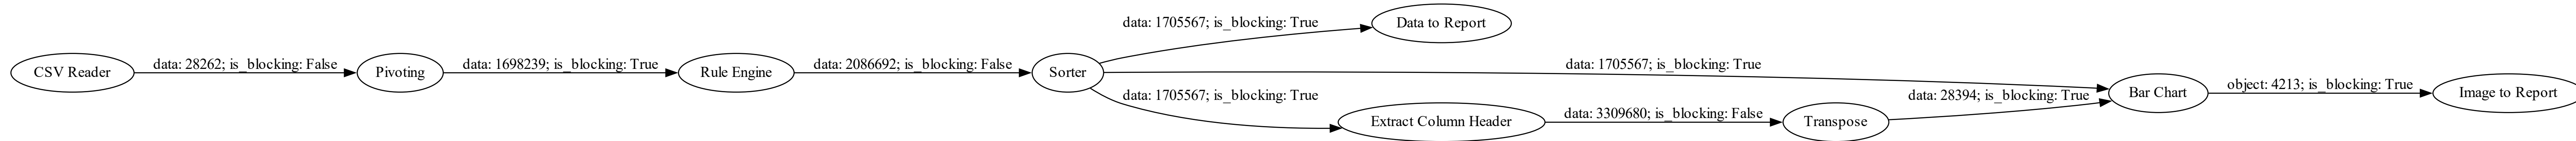 CSV Reader
data: 28262; is_blocking: False
Pivoting
data: 1698239; is_blocking: True
Rule Engine
data: 2086692; is_blocking: False
Sorter
data: 1705567; is_blocking: True
Data to Report
data: 1705567; is_blocking: True
data: 1705567; is_blocking: True
Extract Column Header
data: 3309680; is_blocking: False
Transpose
data: 28394; is_blocking: True
Bar Chart
object: 4213; is_blocking: True
Image to Report